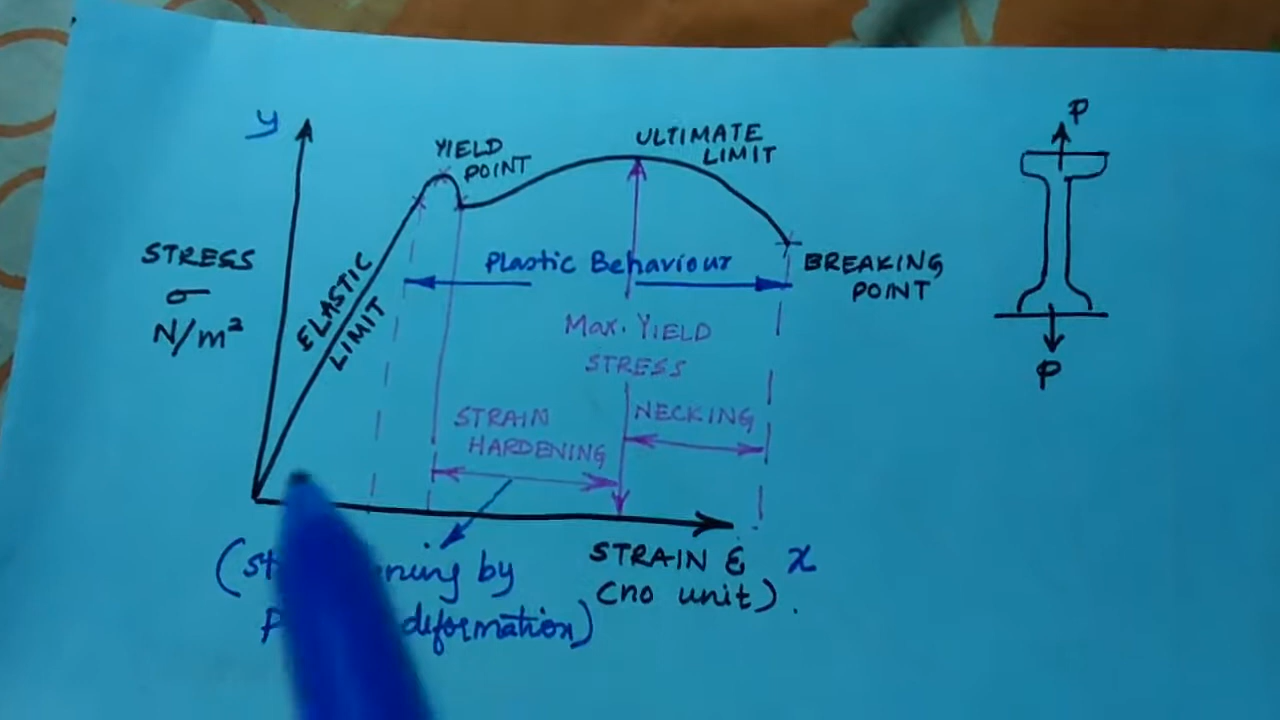 y
YIELD
POINT
ULTIMATE
LIMIT
P
STRESS
σ
N/m²
ELASTIC
LIMIT
Plastic Behaviour
BREAKING
POINT
Max. YIELD
STRESS
P
STRAIN
HARDENING
NECKING
STRAIN ε x
(no unit).
by
deformation)